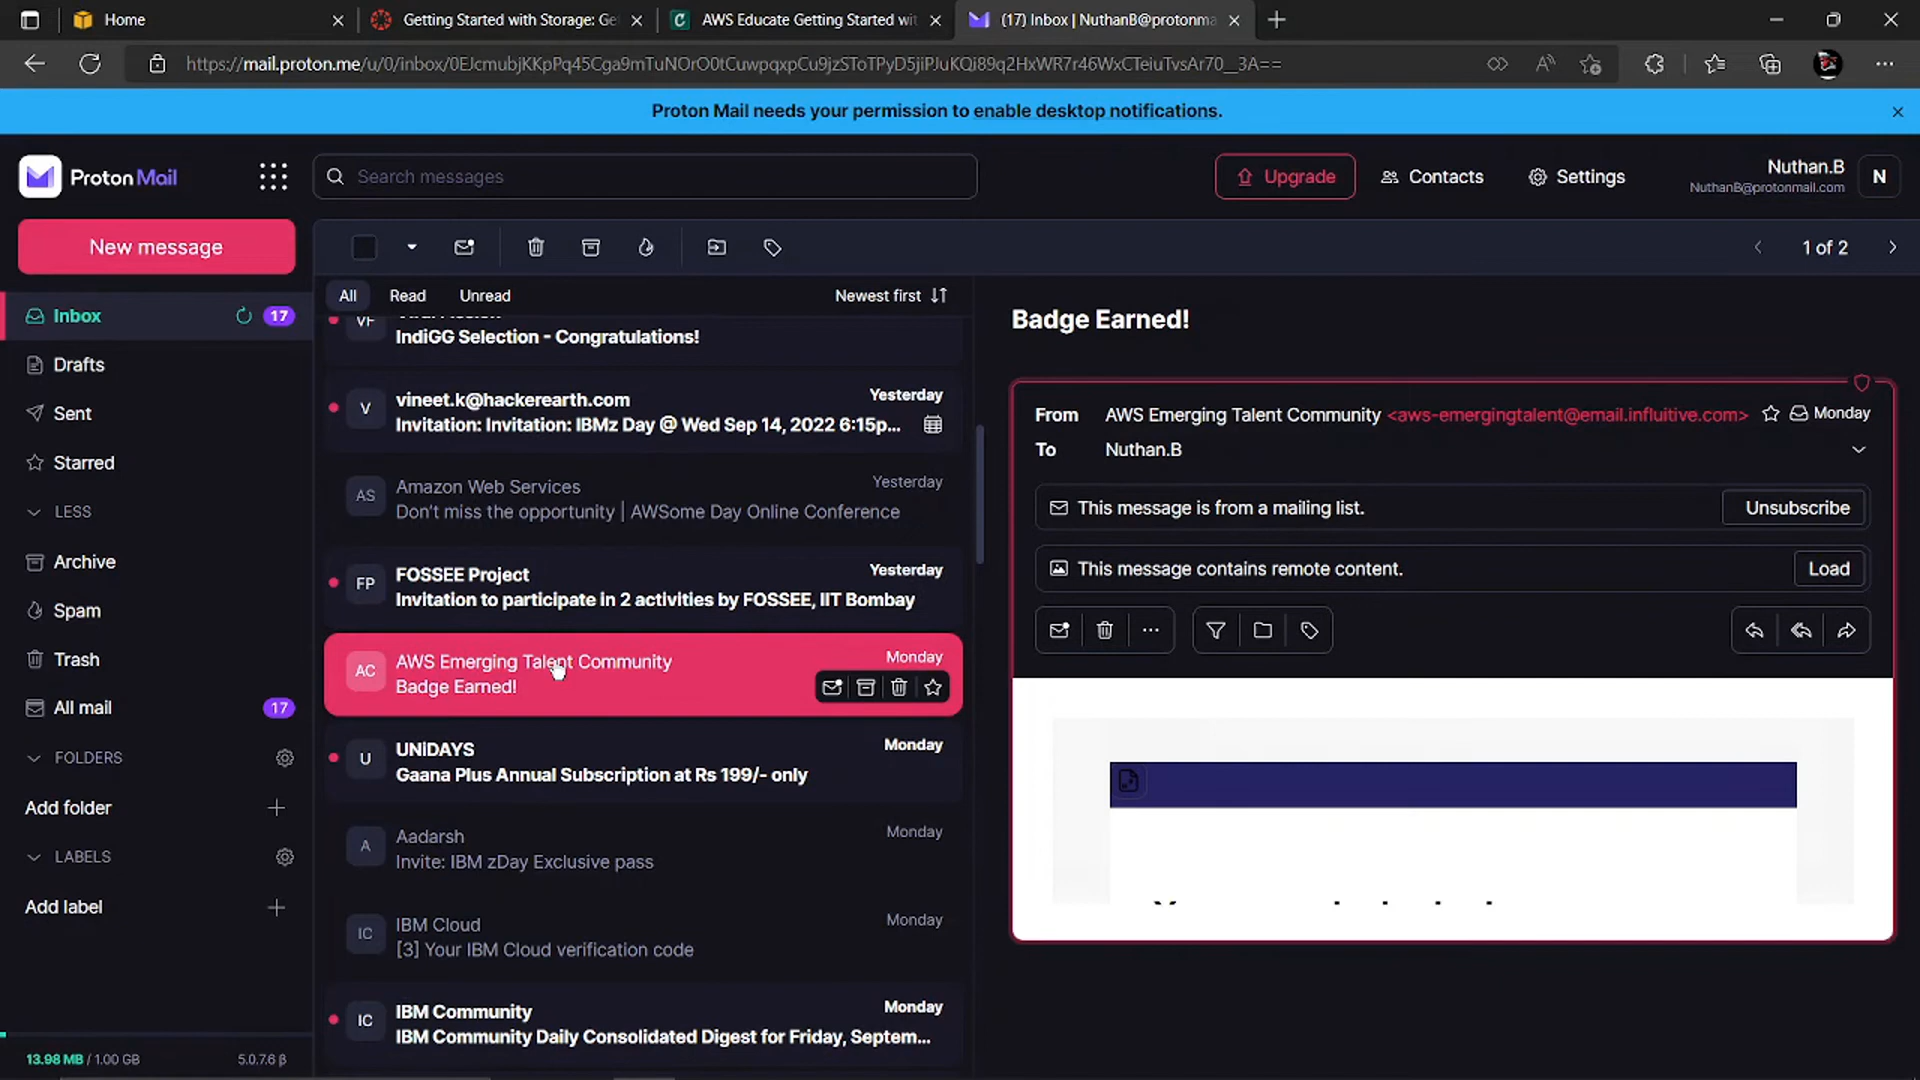 Home
Getting Started with Storage: Ge
AWS Educate Getting Started wit
(17) Inbox | NuthanB@protonma
https://mail.proton.me/u/0/inbox/0EJcmubjKKpPq45Cga9mTuNOrO0tCuwpqxpCu9jzSToTPyD5jiPJuKQi89q2HxWR7r46WxCTeiuTvsAr70__3A==
Proton Mail needs your permission to enable desktop notifications.
Proton Mail
Search messages
Upgrade
Contacts
Settings
Nuthan.B
NuthanB@protonmail.com
N
New message
1 of 2
Inbox
17
Drafts
Sent
Starred
LESS
Archive
Spam
Trash
All mail
17
FOLDERS
Add folder
LABELS
Add label
13.98 MB / 1.00 GB
5.0.7.6 β
All
Read
Unread
Newest first
VF
IndiGG Selection - Congratulations!
V
vineet.k@hackerearth.com
Yesterday
Invitation: Invitation: IBMz Day @ Wed Sep 14, 2022 6:15p...
AS
Amazon Web Services
Yesterday
Don't miss the opportunity | AWSome Day Online Conference
FP
FOSSEE Project
Yesterday
Invitation to participate in 2 activities by FOSSEE, IIT Bombay
AC
AWS Emerging Talent Community
Monday
Badge Earned!
U
UNiDAYS
Monday
Gaana Plus Annual Subscription at Rs 199/- only
A
Aadarsh
Monday
Invite: IBM zDay Exclusive pass
IC
IBM Cloud
Monday
[3] Your IBM Cloud verification code
IC
IBM Community
Monday
IBM Community Daily Consolidated Digest for Friday, Septem...
Badge Earned!
From
AWS Emerging Talent Community <aws-emergingtalent@email.influitive.com>
Monday
To
Nuthan.B
This message is from a mailing list.
Unsubscribe
This message contains remote content.
Load